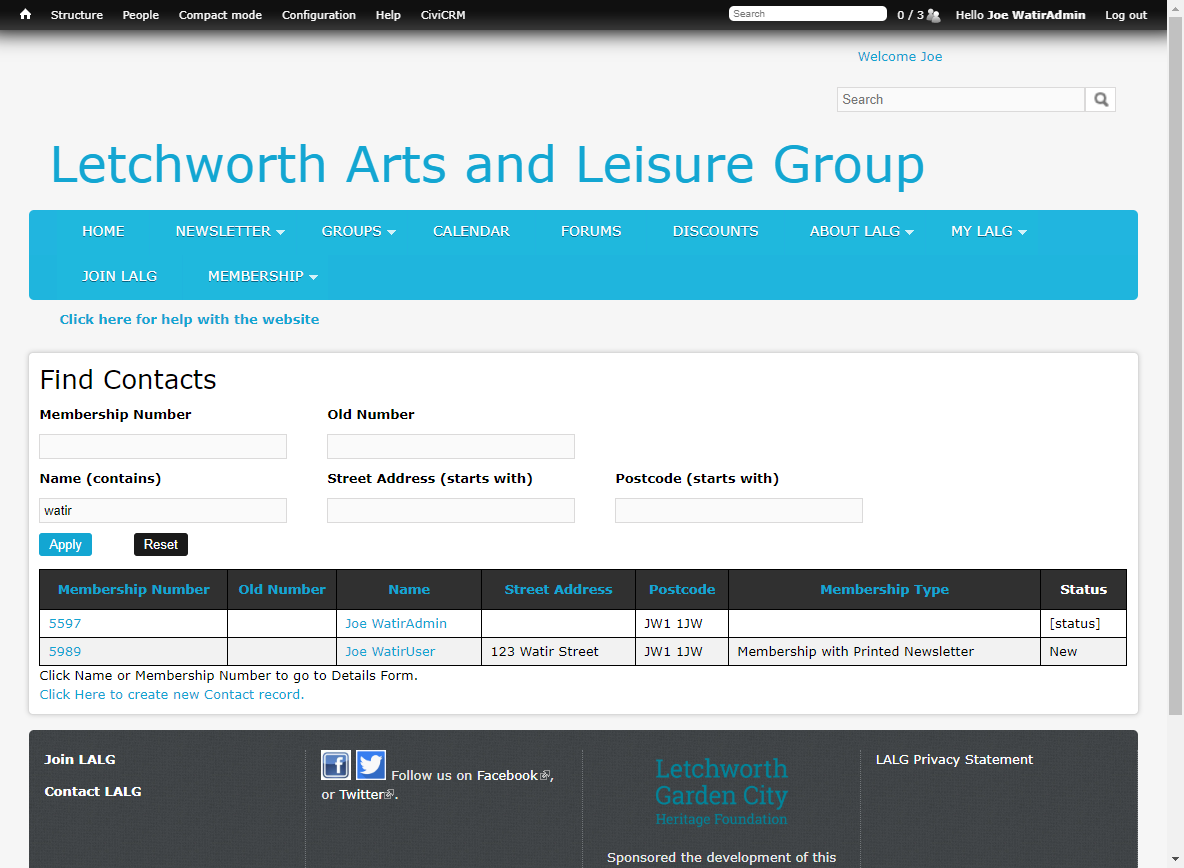 Structure People Compact mode Configuration Help CiviCRM Search 0 / 3 Hello Joe WatirAdmin Log out
Welcome Joe
Search
Letchworth Arts and Leisure Group
HOME NEWSLETTER GROUPS CALENDAR FORUMS DISCOUNTS ABOUT LALG MY LALG
JOIN LALG MEMBERSHIP
Click here for help with the website
Find Contacts
Membership Number Old Number
Name (contains) Street Address (starts with) Postcode (starts with)
watir
Apply Reset
Membership Number Old Number Name Street Address Postcode Membership Type Status
5597 Joe WatirAdmin JW1 1JW [status]
5989 Joe WatirUser 123 Watir Street JW1 1JW Membership with Printed Newsletter New
Click Name or Membership Number to go to Details Form.
Click Here to create new Contact record.
Join LALG
Contact LALG
Follow us on Facebook,
or Twitter.
Letchworth
Garden City
Heritage Foundation
Sponsored the development of this
LALG Privacy Statement